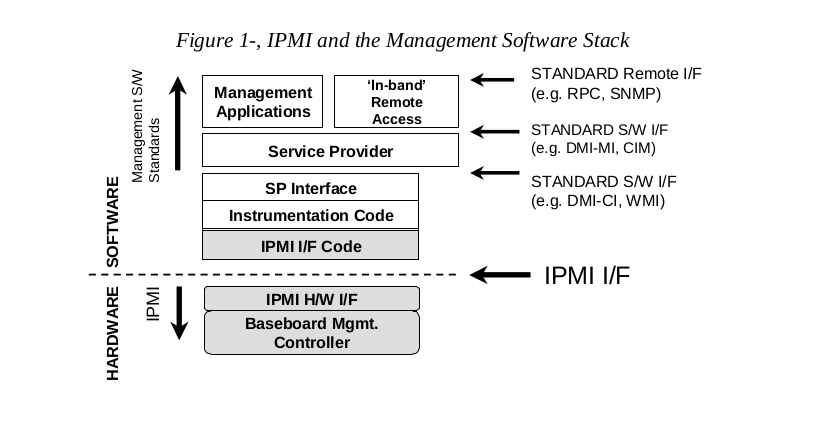 Figure 1-, IPMI and the Management Software Stack
Management S/W
Standards
Management
Applications
‘In-band’
Remote
Access
STANDARD Remote I/F
(e.g. RPC, SNMP)
Service Provider
STANDARD S/W I/F
(e.g. DMI-MI, CIM)
SP Interface
STANDARD S/W I/F
(e.g. DMI-CI, WMI)
Instrumentation Code
IPMI I/F Code
SOFTWARE
IPMI I/F
HARDWARE
IPMI
IPMI H/W I/F
Baseboard Mgmt.
Controller